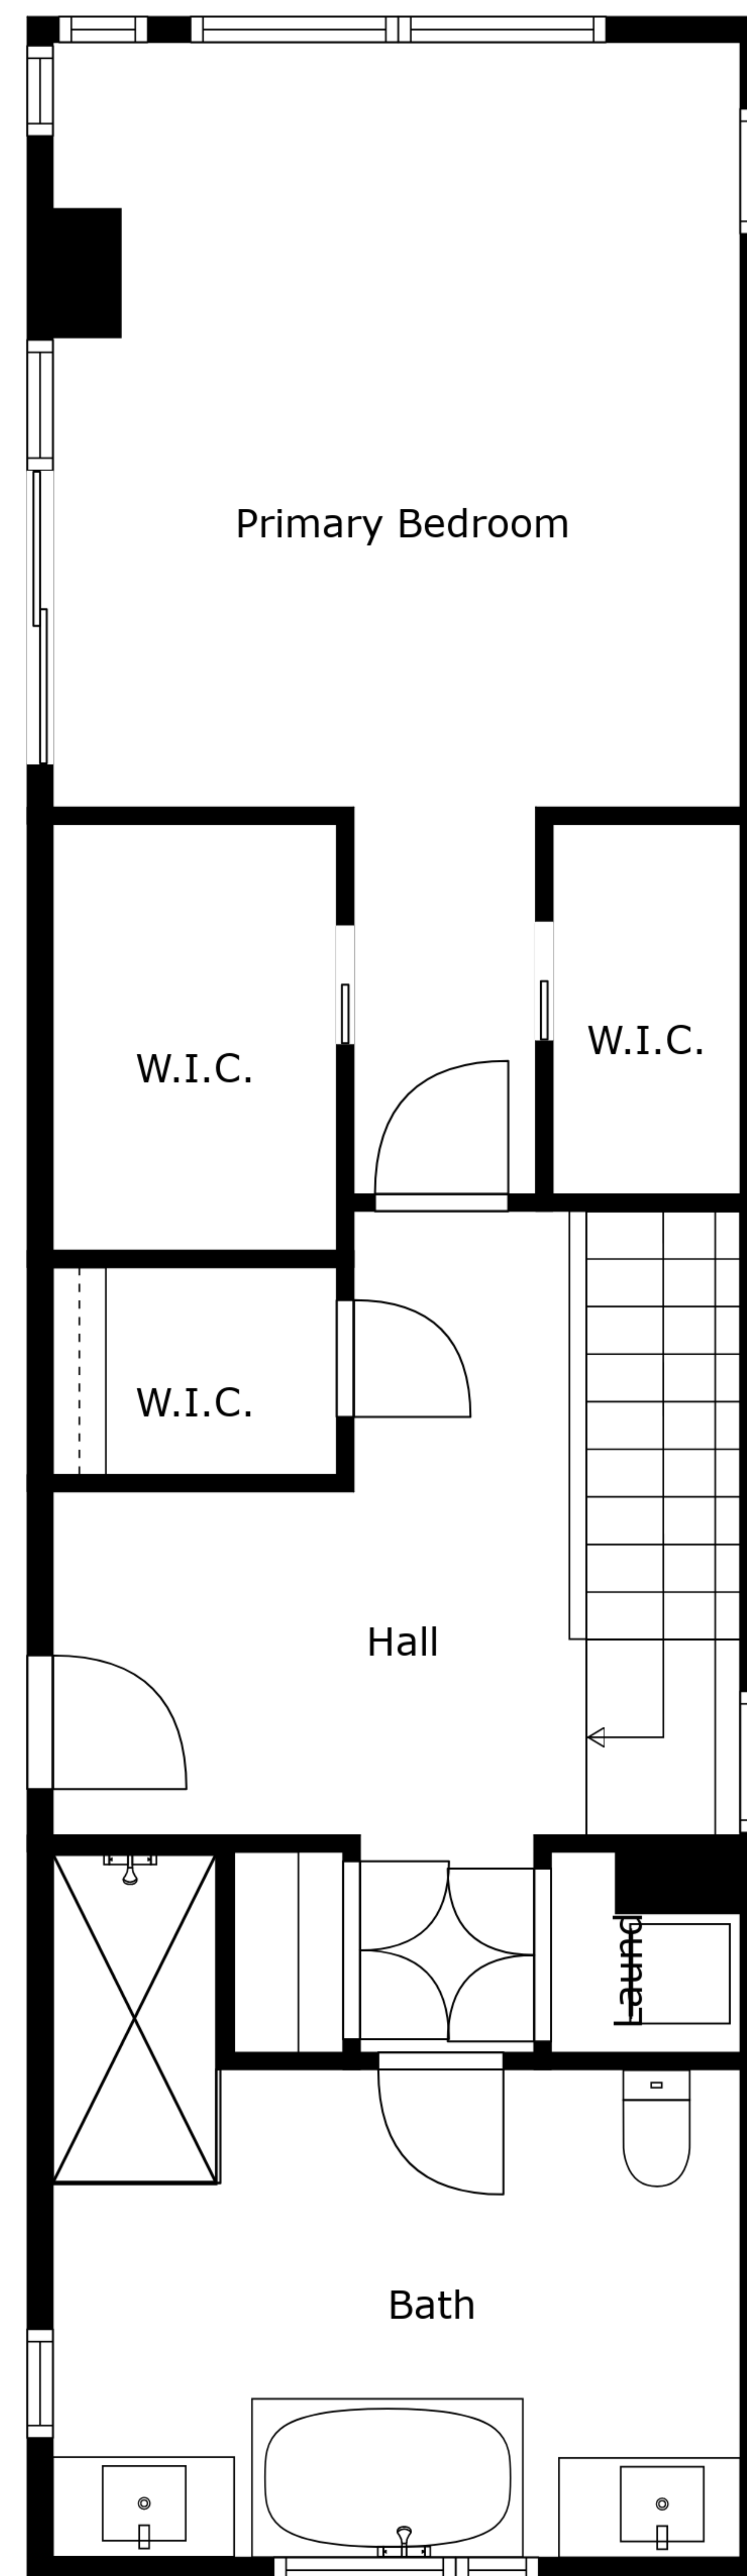 Primary Bedroom
W.I.C.
W.I.C.
W.I.C.
Hall
Laund
Bath